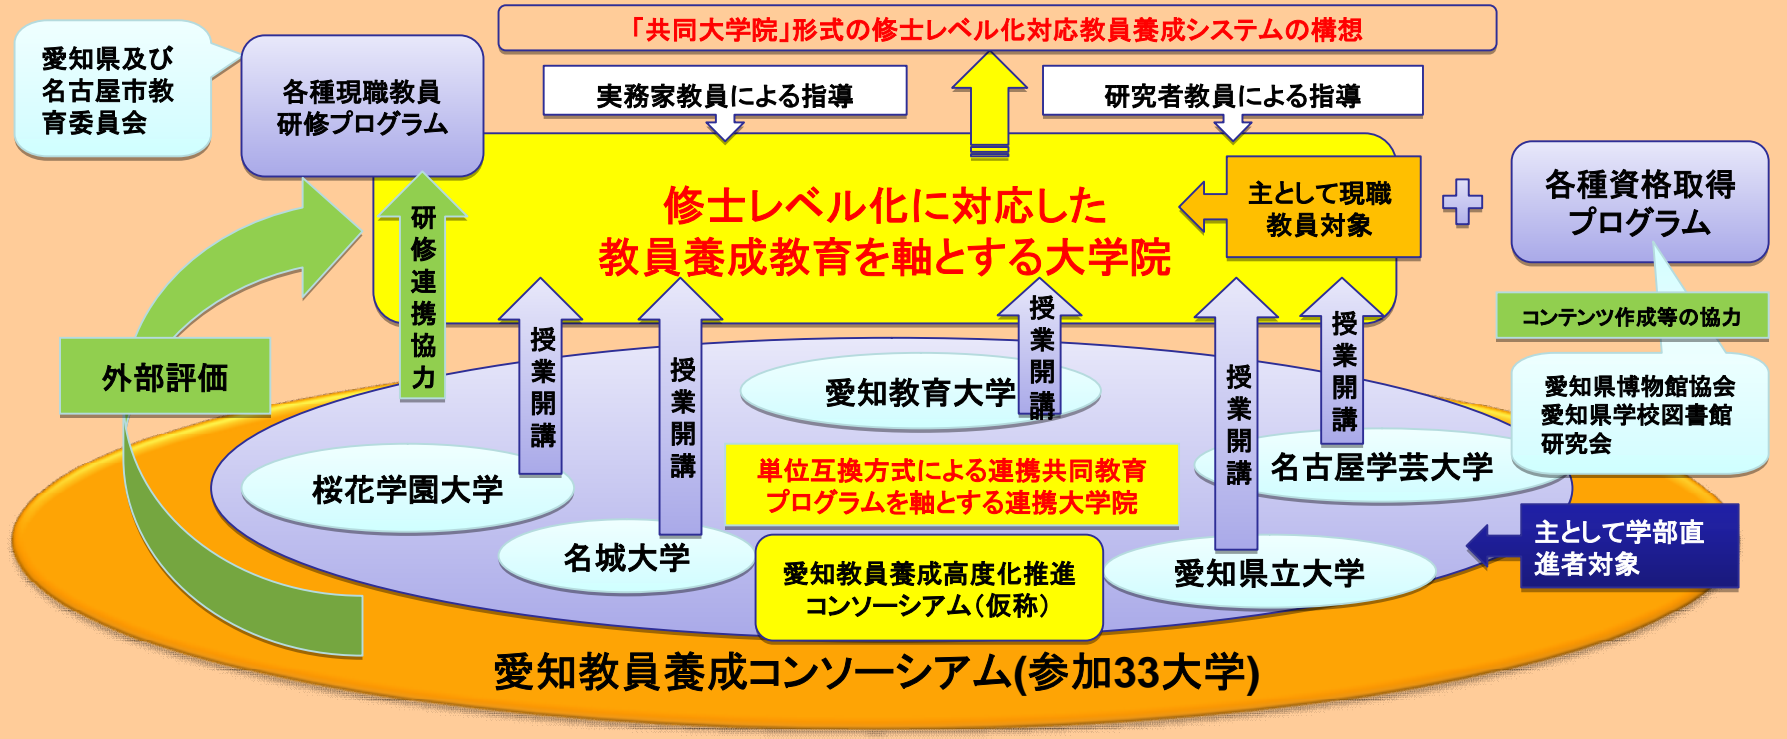 「共同大学院」形式の修士レベル化対応教員養成システムの構想
愛知県及び
名古屋市教
育委員会
各種現職教員
研修プログラム
実務家教員による指導
研究者教員による指導
修士レベル化に対応した
教員養成教育を軸とする大学院
主として現職
教員対象
各種資格取得
プログラム
コンテンツ作成等の協力
愛知県博物館協会
愛知県学校図書館
研究会
外部評価
研修連携協力
授業開講
授業開講
授業開講
授業開講
授業開講
愛知教育大学
桜花学園大学
名城大学
名古屋学芸大学
愛知県立大学
単位互換方式による連携共同教育
プログラムを軸とする連携大学院
主として学部直
進者対象
愛知教員養成高度化推進
コンソーシアム（仮称）
愛知教員養成コンソーシアム(参加33大学)